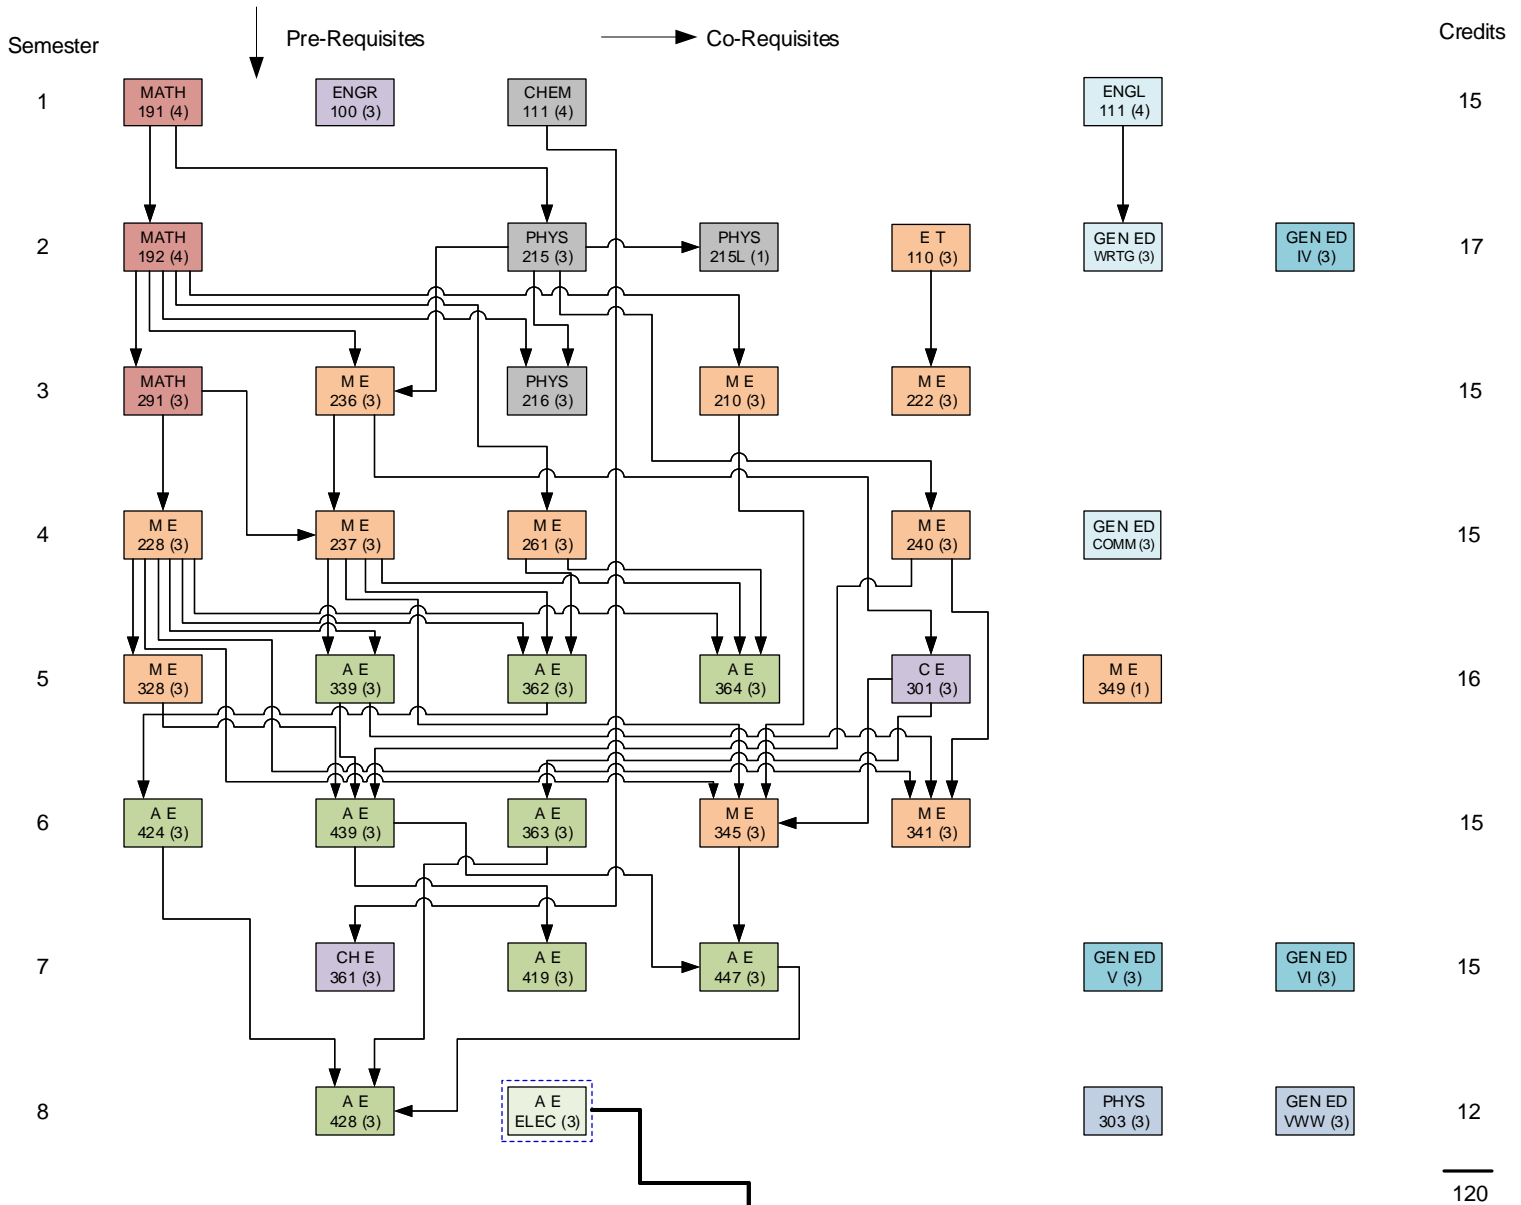 Semester
Pre-Requisites
Co-Requisites
Credits
1
MATH
191 (4)
ENGR
100 (3)
CHEM
111 (4)
ENGL
111 (4)
15
2
MATH
192 (4)
PHYS
215 (3)
PHYS
215L (1)
E T
110 (3)
GEN ED
WRTG (3)
GEN ED
IV (3)
17
3
MATH
291 (3)
M E
236 (3)
PHYS
216 (3)
M E
210 (3)
M E
222 (3)
15
4
M E
228 (3)
M E
237 (3)
M E
261 (3)
M E
240 (3)
GEN ED
COMM (3)
15
5
M E
328 (3)
A E
339 (3)
A E
362 (3)
A E
364 (3)
C E
301 (3)
M E
349 (1)
16
6
A E
424 (3)
A E
439 (3)
A E
363 (3)
M E
345 (3)
M E
341 (3)
15
7
CH E
361 (3)
A E
419 (3)
A E
447 (3)
GEN ED
V (3)
GEN ED
VI (3)
15
8
A E
428 (3)
A E
ELEC (3)
PHYS
303 (3)
GEN ED
VWW (3)
12
120